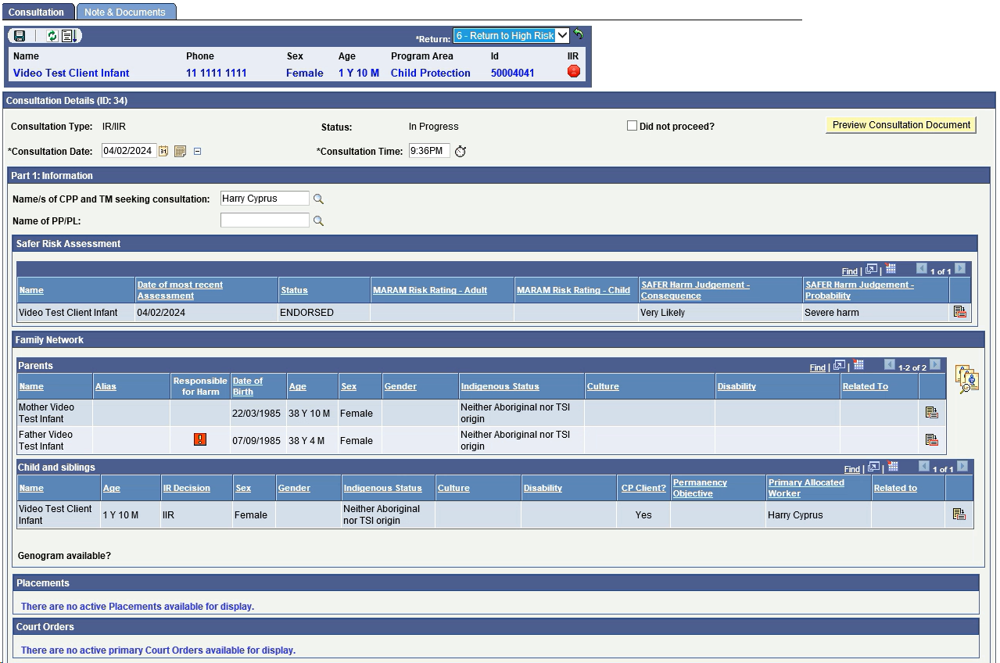 Consultation
Note & Documents
*Return: 6 - Return to High Risk
Name Phone Sex Age Program Area Id IIR
Video Test Client Infant 11 1111 1111 Female 1 Y 10 M Child Protection 50004041
Consultation Details (ID: 34)
Consultation Type: IR/IIR Status: In Progress Did not proceed? Preview Consultation Document
*Consultation Date: 04/02/2024 31 *Consultation Time: 9:36PM
Part 1: Information
Name/s of CPP and TM seeking consultation: Harry Cyprus
Name of PP/PL:
Safer Risk Assessment
Find | | 1 of 1
Name Date of most recent Assessment Status MARAM Risk Rating - Adult MARAM Risk Rating - Child SAFER Harm Judgement - Consequence SAFER Harm Judgement - Probability
Video Test Client Infant 04/02/2024 ENDORSED Very Likely Severe harm
Family Network
Parents Find | | 1-2 of 2
Name Alias Responsible for Harm Date of Birth Age Sex Gender Indigenous Status Culture Disability Related To
Mother Video Test Infant 22/03/1985 38 Y 10 M Female Neither Aboriginal nor TSI origin
Father Video Test Infant 07/09/1985 38 Y 4 M Female Neither Aboriginal nor TSI origin
Child and siblings Find | | 1 of 1
Name Age IR Decision Sex Gender Indigenous Status Culture Disability CP Client? Permanency Objective Primary Allocated Worker Related to
Video Test Client Infant 1 Y 10 M IIR Female Neither Aboriginal nor TSI origin Yes Harry Cyprus
Genogram available?
Placements
There are no active Placements available for display.
Court Orders
There are no active primary Court Orders available for display.